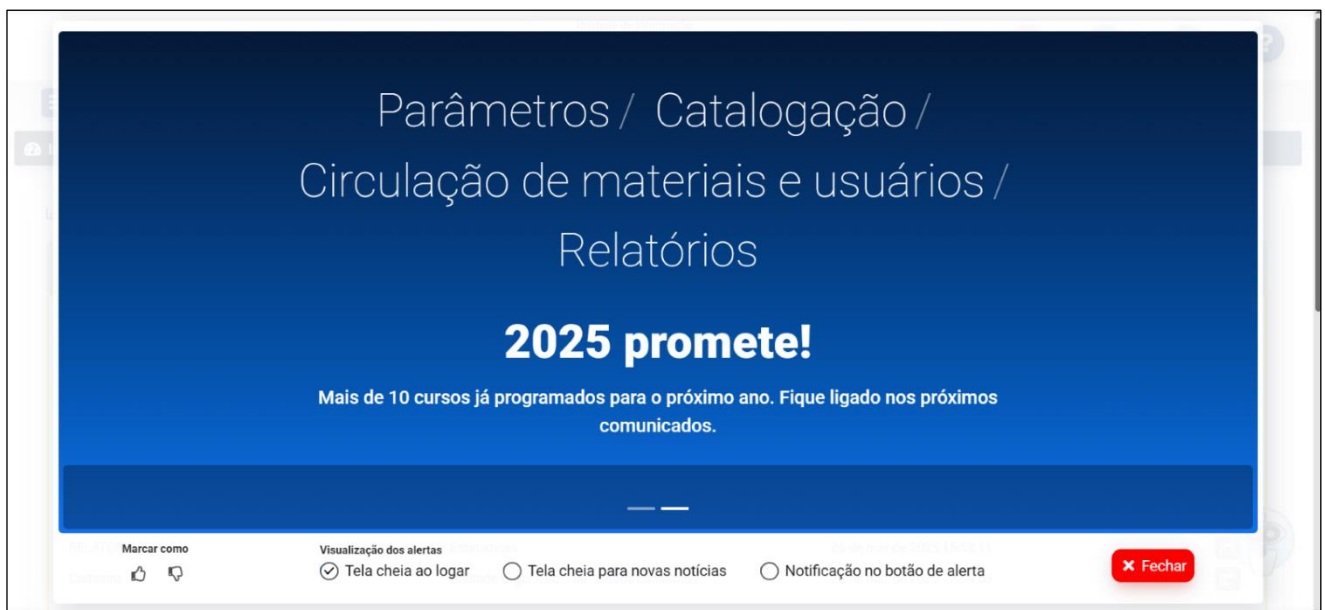 Parâmetros / Catalogação /
Circulação de materiais e usuários /
Relatórios
2025 promete!
Mais de 10 cursos já programados para o próximo ano. Fique ligado nos próximos
comunicados.
Marcar como
Visualização dos alertas
Tela cheia ao logar
Tela cheia para novas notícias
Notificação no botão de alerta
× Fechar